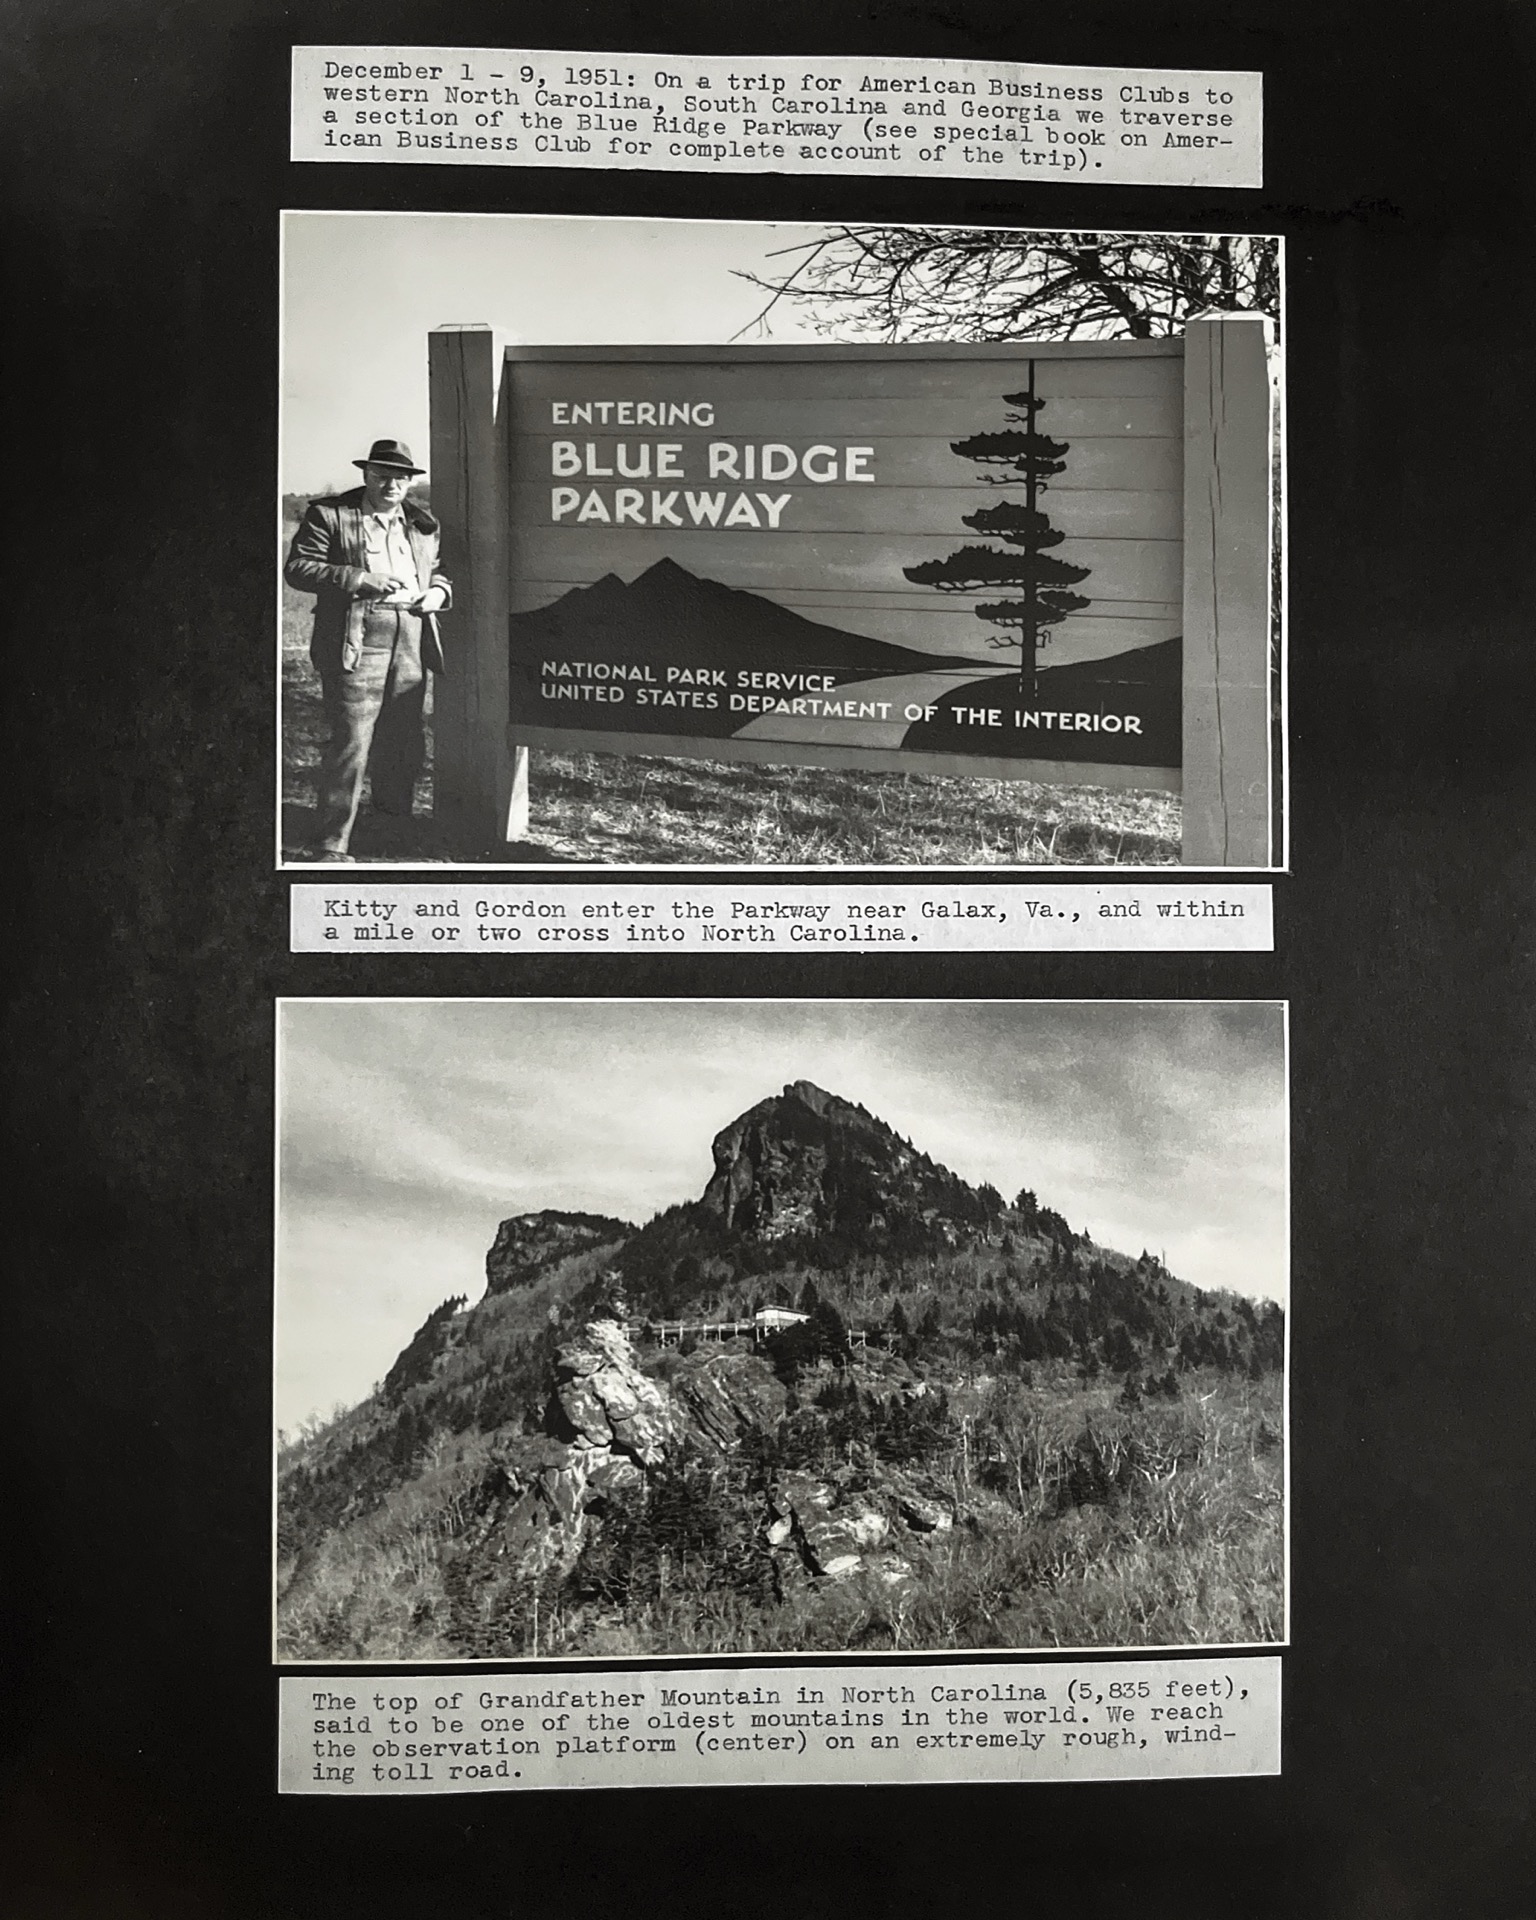 December 1 - 9, 1951: On a trip for American Business Clubs to
western North Carolina, South Carolina and Georgia we traverse
a section of the Blue Ridge Parkway (see special book on Amer-
ican Business Club for complete account of the trip).
ENTERING
BLUE RIDGE
PARKWAY
NATIONAL PARK SERVICE
UNITED STATES DEPARTMENT OF THE INTERIOR
Kitty and Gordon enter the Parkway near Galax, Va., and within
a mile or two cross into North Carolina.
The top of Grandfather Mountain in North Carolina (5,835 feet),
said to be one of the oldest mountains in the world. We reach
the observation platform (center) on an extremely rough, wind-
ing toll road.